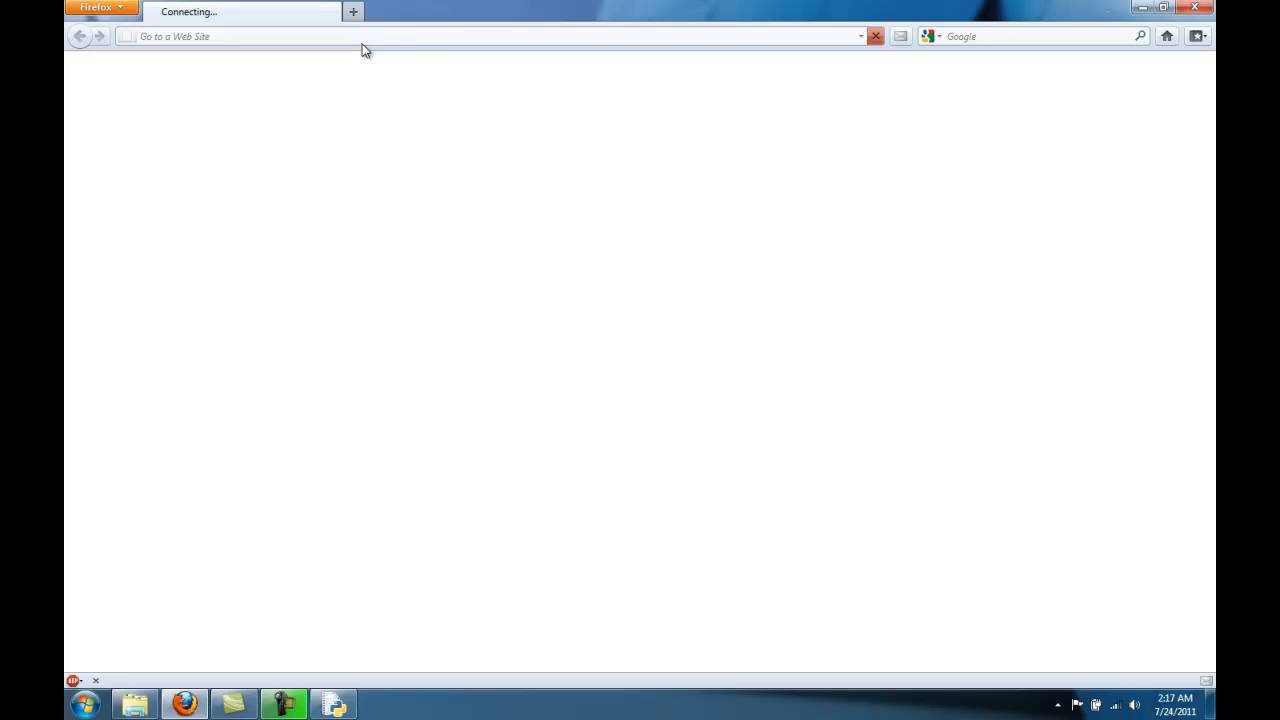 Firefox
Connecting...
Go to a Web Site
Google
2:17 AM
7/24/2011